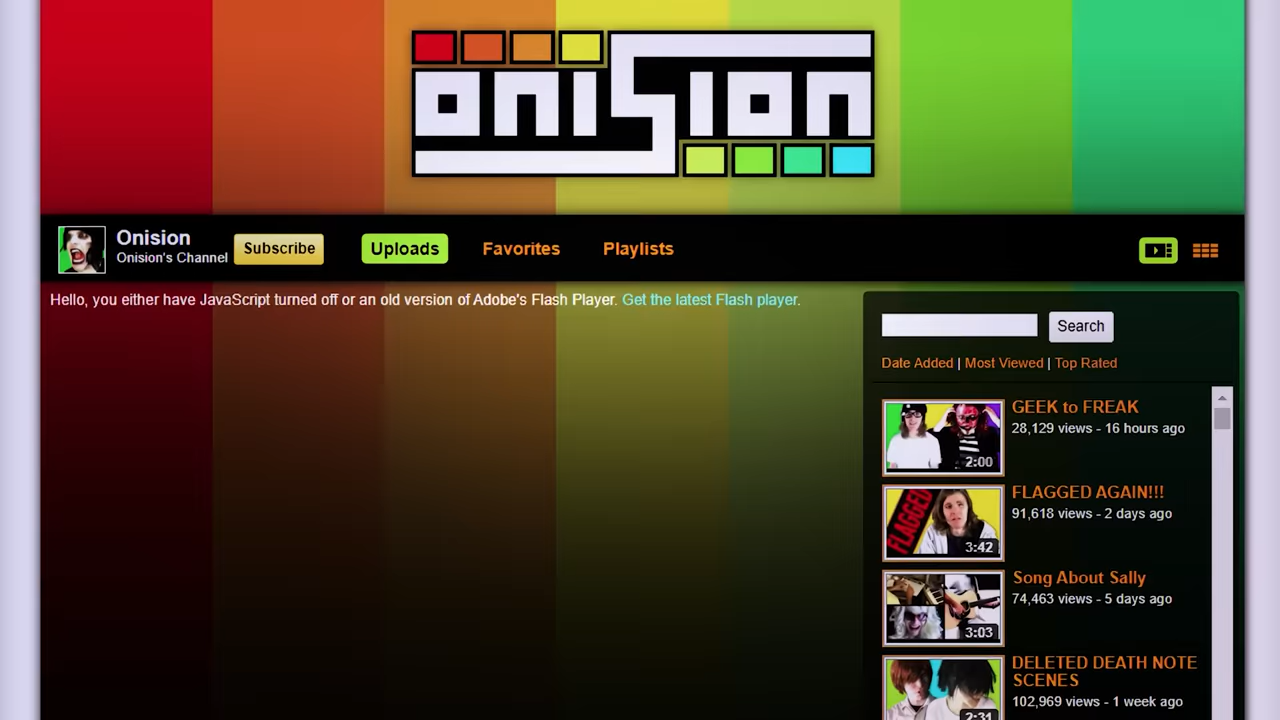 onision
Onision
Onision's Channel
Subscribe
Uploads
Favorites
Playlists
Hello, you either have JavaScript turned off or an old version of Adobe's Flash Player. Get the latest Flash player.
Search
Date Added | Most Viewed | Top Rated
GEEK to FREAK
28,129 views - 16 hours ago
2:00
FLAGGED AGAIN!!!
91,618 views - 2 days ago
FLAGGED
3:42
Song About Sally
74,463 views - 5 days ago
3:03
DELETED DEATH NOTE
SCENES
102,969 views - 1 week ago
2:31